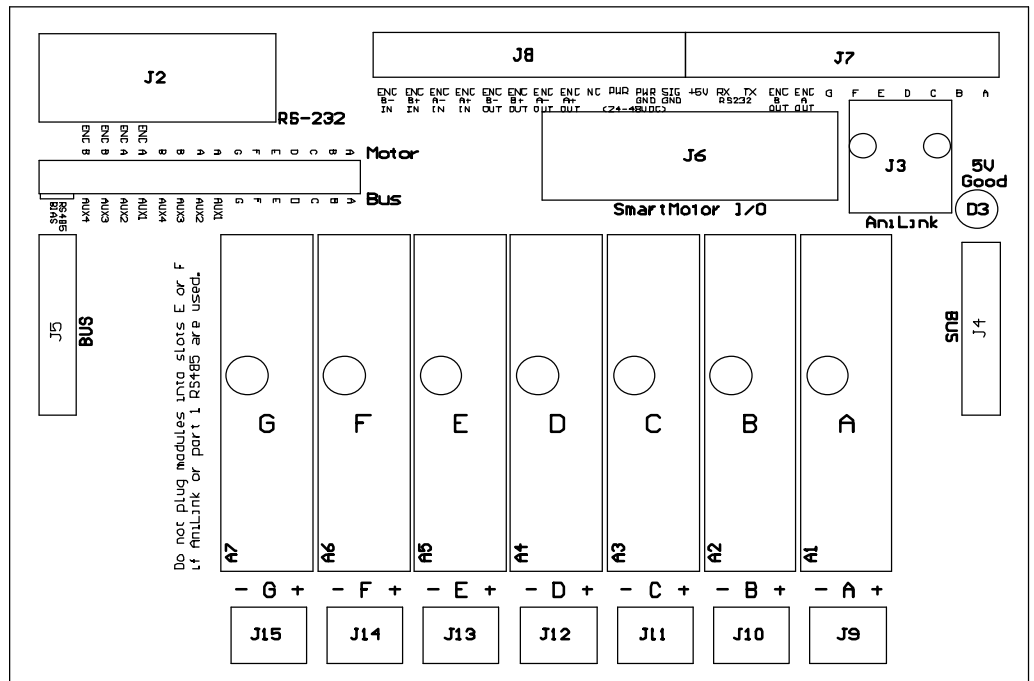 J2
RS-232
J8
J7
ENC B- IN
ENC B+ IN
ENC A- IN
ENC A+ IN
ENC B- OUT
ENC B+ OUT
ENC A- OUT
ENC A+ OUT
NC
PWR
PWR GND
SIG GND
(24-48VDC)
+5V
RX
TX
RS232
ENC B OUT
ENC A OUT
G F E D C B A
ENC B
ENC B
ENC A
ENC A
B B A A G F E D C B A
Motor
Bus
RS485 BIAS
AUX4 AUX3 AUX2 AUX1 AUX4 AUX3 AUX2 AUX1 G F E D C B A
J6
SmartMotor I/O
J3
AniLink
5V
Good
D3
J5
BUS
BUS
J4
Do not plug modules into slots E or F
if AniLink or port 1 RS485 are used.
G F E D C B A
A7 A6 A5 A4 A3 A2 A1
- G + - F + - E + - D + - C + - B + - A +
J15 J14 J13 J12 J11 J10 J9